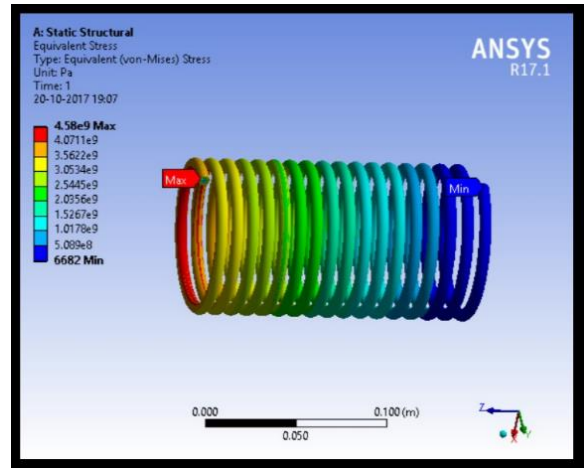 A: Static Structural
Equivalent Stress
Type: Equivalent (von-Mises) Stress
Unit: Pa
Time: 1
20-10-2017 19:07
ANSYS
R17.1
4.58e9 Max
4.0711e9
3.5622e9
3.0534e9
2.5445e9
2.0356e9
1.5267e9
1.0178e9
5.089e8
6682 Min
Max
Min
0.000
0.100 (m)
0.050
Z
X
Y